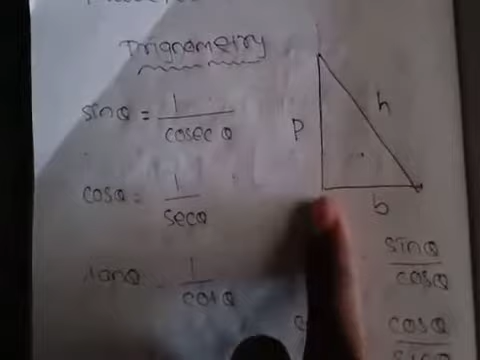 Trignometry
sinθ = 1/cosec θ
h
P
cosθ = 1/secθ
b
tanθ = 1/cotθ
sinθ/cosθ
cosθ